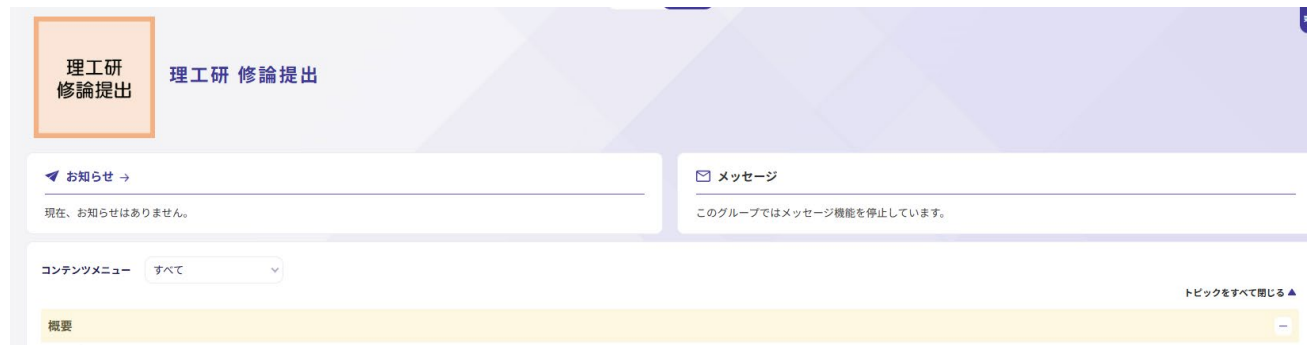 理工研
修論提出
理工研 修論提出
お知らせ →
現在、お知らせはありません。
メッセージ
このグループではメッセージ機能を停止しています。
コンテンツメニュー すべて
トピックをすべて閉じる ▲
概要